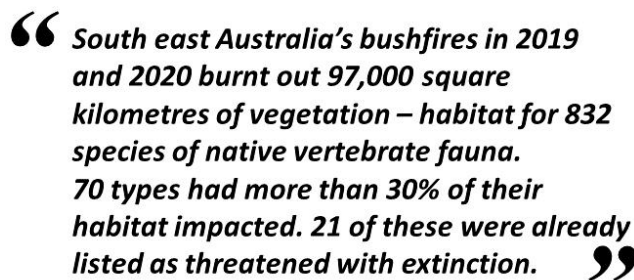 “ South east Australia’s bushfires in 2019
and 2020 burnt out 97,000 square
kilometres of vegetation – habitat for 832
species of native vertebrate fauna.
70 types had more than 30% of their
habitat impacted. 21 of these were already
listed as threatened with extinction. ”